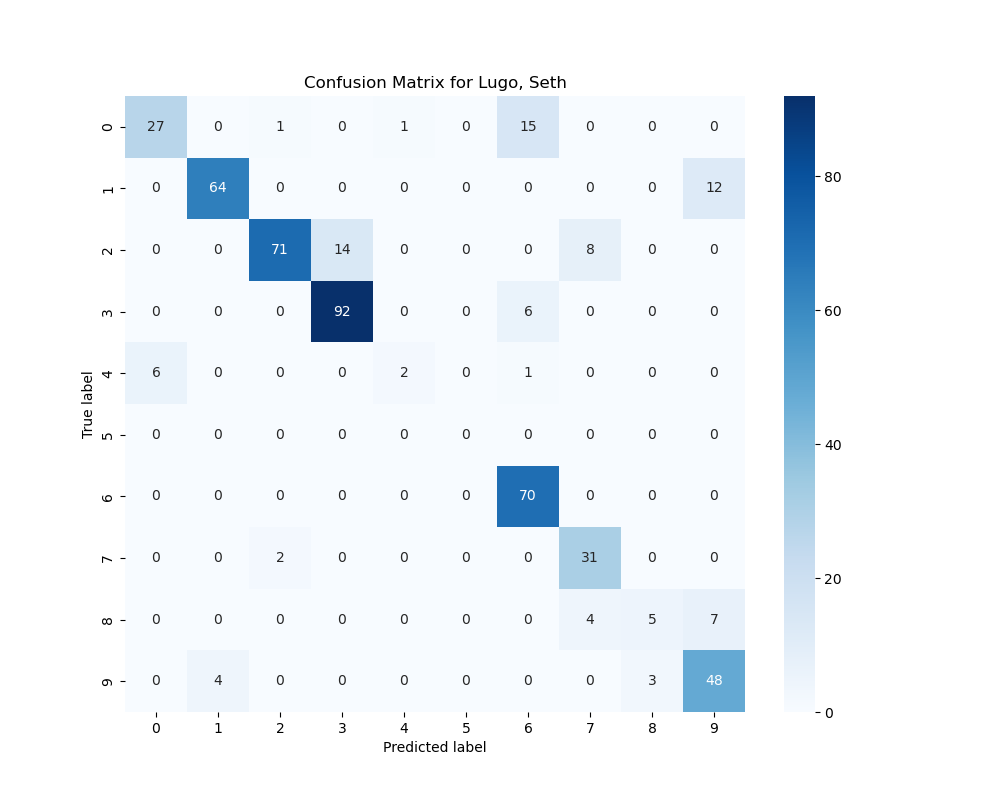 Confusion Matrix for Lugo, Seth
True label
0 27 0 1 0 1 0 15 0 0 0
1 0 64 0 0 0 0 0 0 0 12
2 0 0 71 14 0 0 0 8 0 0
3 0 0 0 92 0 0 6 0 0 0
4 6 0 0 0 2 0 1 0 0 0
5 0 0 0 0 0 0 0 0 0 0
6 0 0 0 0 0 0 70 0 0 0
7 0 0 2 0 0 0 0 31 0 0
8 0 0 0 0 0 0 0 4 5 7
9 0 4 0 0 0 0 0 0 3 48
0 1 2 3 4 5 6 7 8 9
Predicted label
80
60
40
20
0